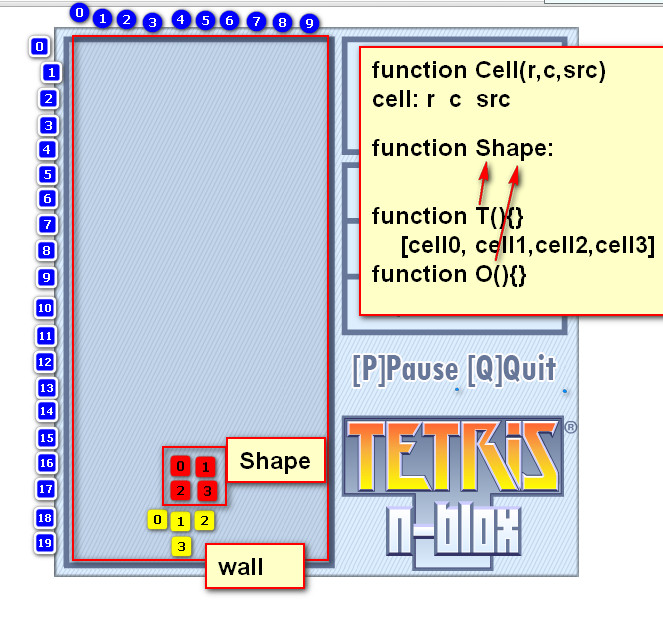 0 1 2 3 4 5 6 7 8 9
0
1
2
3
4
5
6
7
8
9
10
11
12
13
14
15
16
17
18
19
function Cell(r,c,src)
cell: r c src
function Shape:
function T(){}
[cell0, cell1,cell2,cell3]
function O(){}
[P]Pause [Q]Quit
TETRIS®
n-blox
0 1
2 3
Shape
0 1 2
3
wall